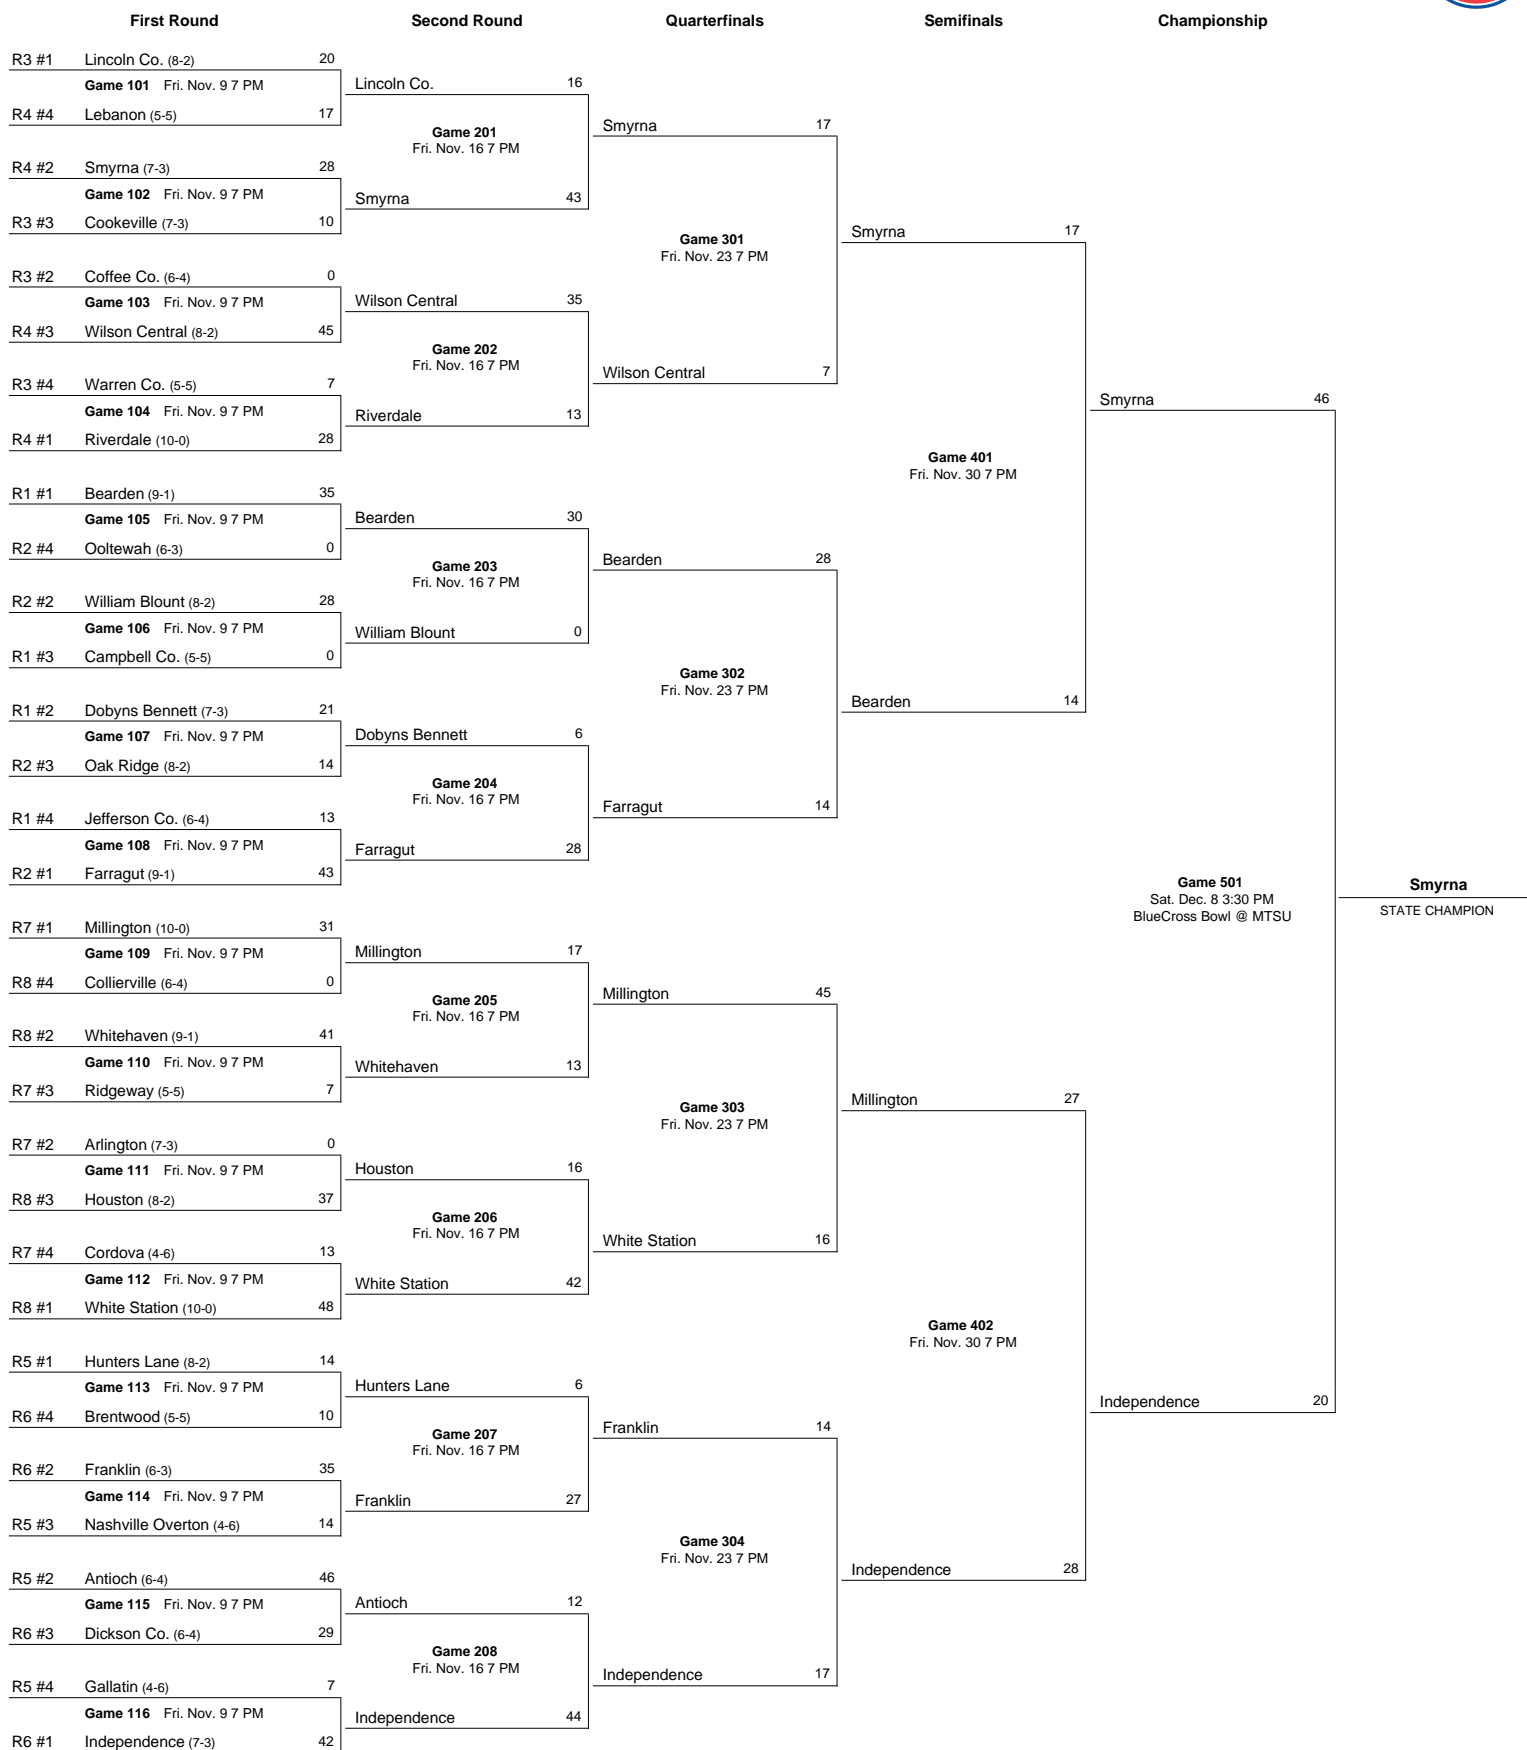 First Round Second Round Quarterfinals Semifinals Championship
R3 #1 Lincoln Co. (8-2) 20
Game 101 Fri. Nov. 9 7 PM
R4 #4 Lebanon (5-5) 17
R4 #2 Smyrna (7-3) 28
Game 102 Fri. Nov. 9 7 PM
R3 #3 Cookeville (7-3) 10
R3 #2 Coffee Co. (6-4) 0
Game 103 Fri. Nov. 9 7 PM
R4 #3 Wilson Central (8-2) 45
R3 #4 Warren Co. (5-5) 7
Game 104 Fri. Nov. 9 7 PM
R4 #1 Riverdale (10-0) 28
R1 #1 Bearden (9-1) 35
Game 105 Fri. Nov. 9 7 PM
R2 #4 Ooltewah (6-3) 0
R2 #2 William Blount (8-2) 28
Game 106 Fri. Nov. 9 7 PM
R1 #3 Campbell Co. (5-5) 0
R1 #2 Dobyns Bennett (7-3) 21
Game 107 Fri. Nov. 9 7 PM
R2 #3 Oak Ridge (8-2) 14
R1 #4 Jefferson Co. (6-4) 13
Game 108 Fri. Nov. 9 7 PM
R2 #1 Farragut (9-1) 43
R7 #1 Millington (10-0) 31
Game 109 Fri. Nov. 9 7 PM
R8 #4 Collierville (6-4) 0
R8 #2 Whitehaven (9-1) 41
Game 110 Fri. Nov. 9 7 PM
R7 #3 Ridgeway (5-5) 7
R7 #2 Arlington (7-3) 0
Game 111 Fri. Nov. 9 7 PM
R8 #3 Houston (8-2) 37
R7 #4 Cordova (4-6) 13
Game 112 Fri. Nov. 9 7 PM
R8 #1 White Station (10-0) 48
R5 #1 Hunters Lane (8-2) 14
Game 113 Fri. Nov. 9 7 PM
R6 #4 Brentwood (5-5) 10
R6 #2 Franklin (6-3) 35
Game 114 Fri. Nov. 9 7 PM
R5 #3 Nashville Overton (4-6) 14
R5 #2 Antioch (6-4) 46
Game 115 Fri. Nov. 9 7 PM
R6 #3 Dickson Co. (6-4) 29
R5 #4 Gallatin (4-6) 7
Game 116 Fri. Nov. 9 7 PM
R6 #1 Independence (7-3) 42
Lincoln Co. 16
Game 201
Fri. Nov. 16 7 PM
Smyrna 43
Wilson Central 35
Game 202
Fri. Nov. 16 7 PM
Riverdale 13
Bearden 30
Game 203
Fri. Nov. 16 7 PM
William Blount 0
Dobyns Bennett 6
Game 204
Fri. Nov. 16 7 PM
Farragut 28
Millington 17
Game 205
Fri. Nov. 16 7 PM
Whitehaven 13
Houston 16
Game 206
Fri. Nov. 16 7 PM
White Station 42
Hunters Lane 6
Game 207
Fri. Nov. 16 7 PM
Franklin 27
Antioch 12
Game 208
Fri. Nov. 16 7 PM
Independence 44
Smyrna 17
Game 301
Fri. Nov. 23 7 PM
Wilson Central 7
Bearden 28
Game 302
Fri. Nov. 23 7 PM
Farragut 14
Millington 45
Game 303
Fri. Nov. 23 7 PM
White Station 16
Franklin 14
Game 304
Fri. Nov. 23 7 PM
Independence 17
Smyrna 17
Game 401
Fri. Nov. 30 7 PM
Bearden 14
Millington 27
Game 402
Fri. Nov. 30 7 PM
Independence 28
Smyrna 46
Game 501
Sat. Dec. 8 3:30 PM
BlueCross Bowl @ MTSU
Independence 20
Smyrna
STATE CHAMPION